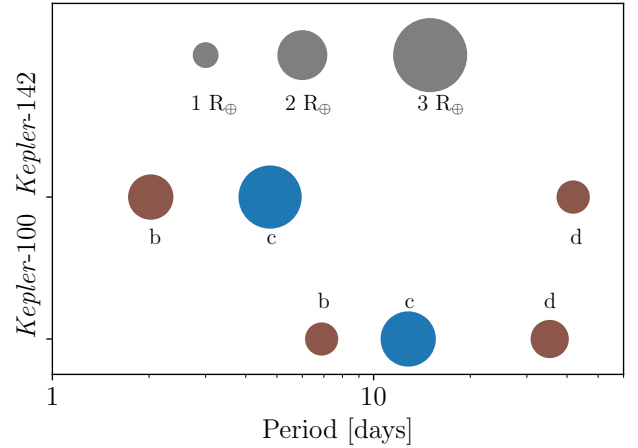 1 R⊕ 2 R⊕ 3 R⊕
Kepler-142
b c d
Kepler-100
b c d
1 10
Period [days]